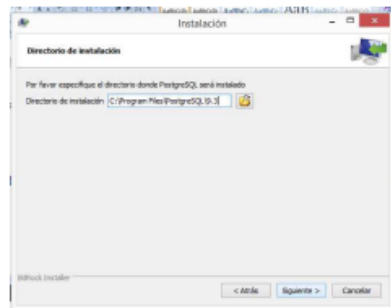 Instalación
Directorio de instalación
Por favor especifique el directorio donde PostgreSQL será instalado
Directorio de instalación C:\Program Files\PostgreSQL\9.3
BitRock Installer
< Atrás Siguiente > Cancelar